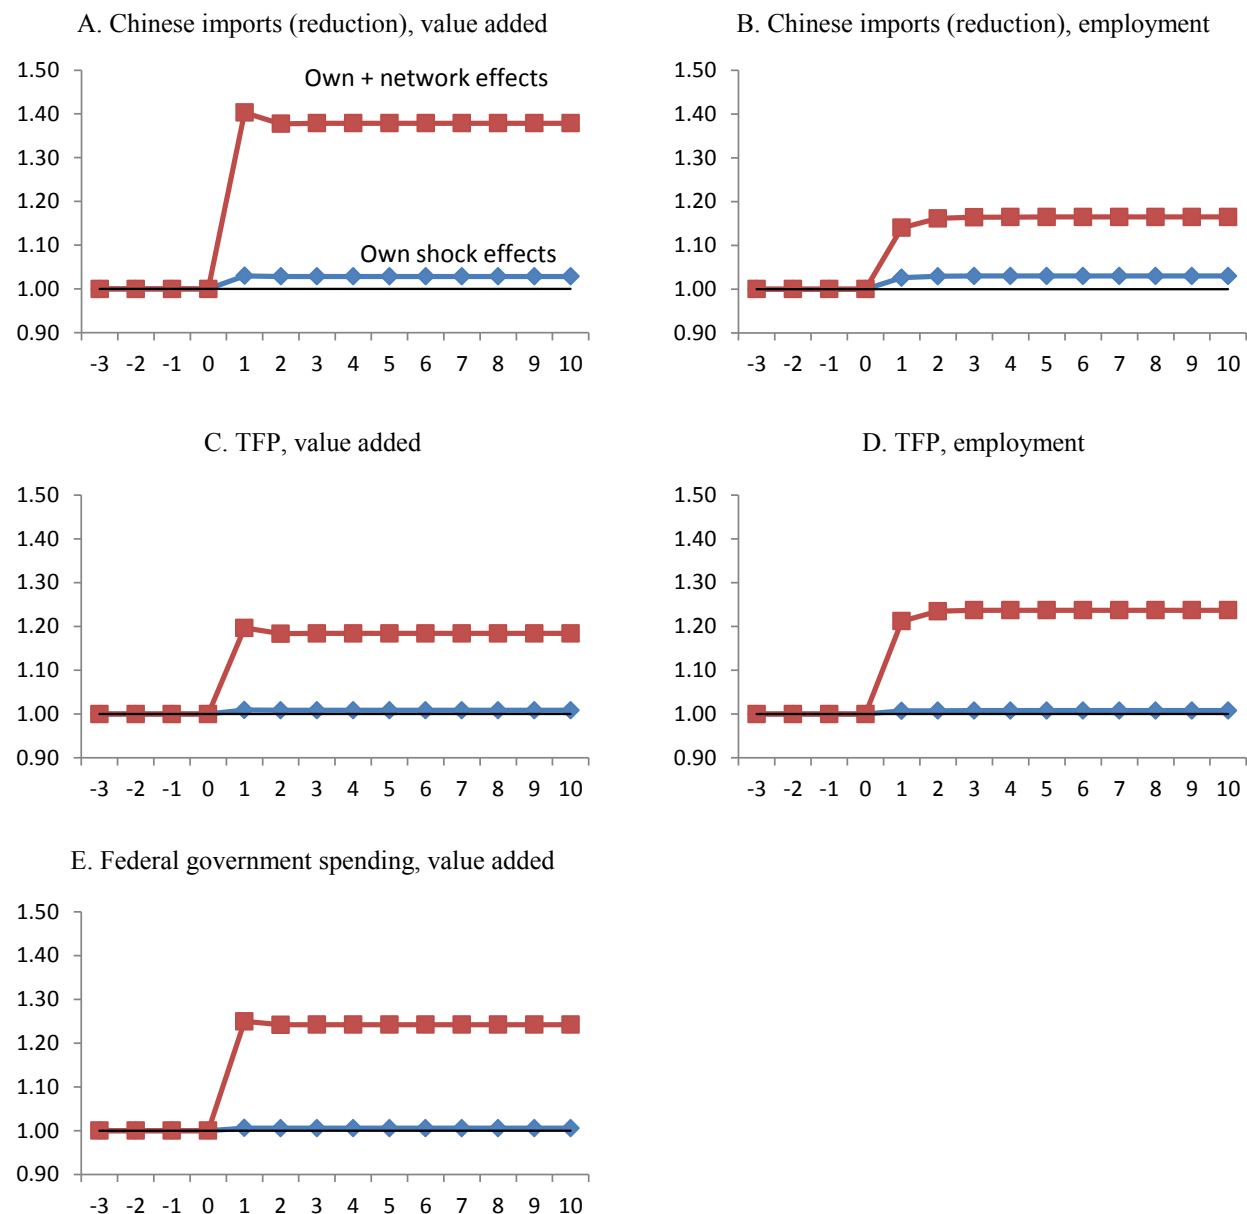 A. Chinese imports (reduction), value added
1.50
1.40
1.30
1.20
1.10
1.00
0.90
Own + network effects
Own shock effects
-3 -2 -1 0 1 2 3 4 5 6 7 8 9 10
B. Chinese imports (reduction), employment
1.50
1.40
1.30
1.20
1.10
1.00
0.90
-3 -2 -1 0 1 2 3 4 5 6 7 8 9 10
C. TFP, value added
1.50
1.40
1.30
1.20
1.10
1.00
0.90
-3 -2 -1 0 1 2 3 4 5 6 7 8 9 10
D. TFP, employment
1.50
1.40
1.30
1.20
1.10
1.00
0.90
-3 -2 -1 0 1 2 3 4 5 6 7 8 9 10
E. Federal government spending, value added
1.50
1.40
1.30
1.20
1.10
1.00
0.90
-3 -2 -1 0 1 2 3 4 5 6 7 8 9 10